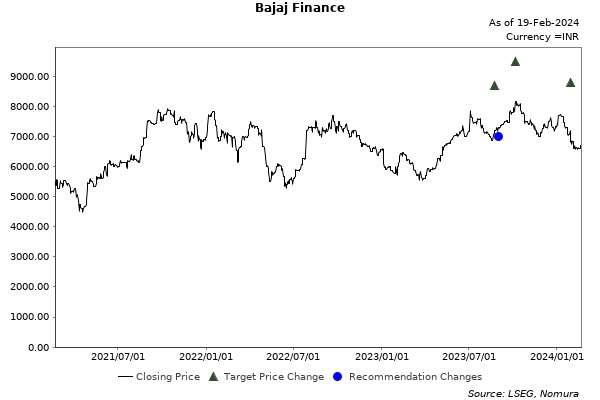 Bajaj Finance
As of 19-Feb-2024
Currency =INR
9000.00
8000.00
7000.00
6000.00
5000.00
4000.00
3000.00
2000.00
1000.00
0.00
2021/07/01 2022/01/01 2022/07/01 2023/01/01 2023/07/01 2024/01/01
Closing Price Target Price Change Recommendation Changes
Source: LSEG, Nomura